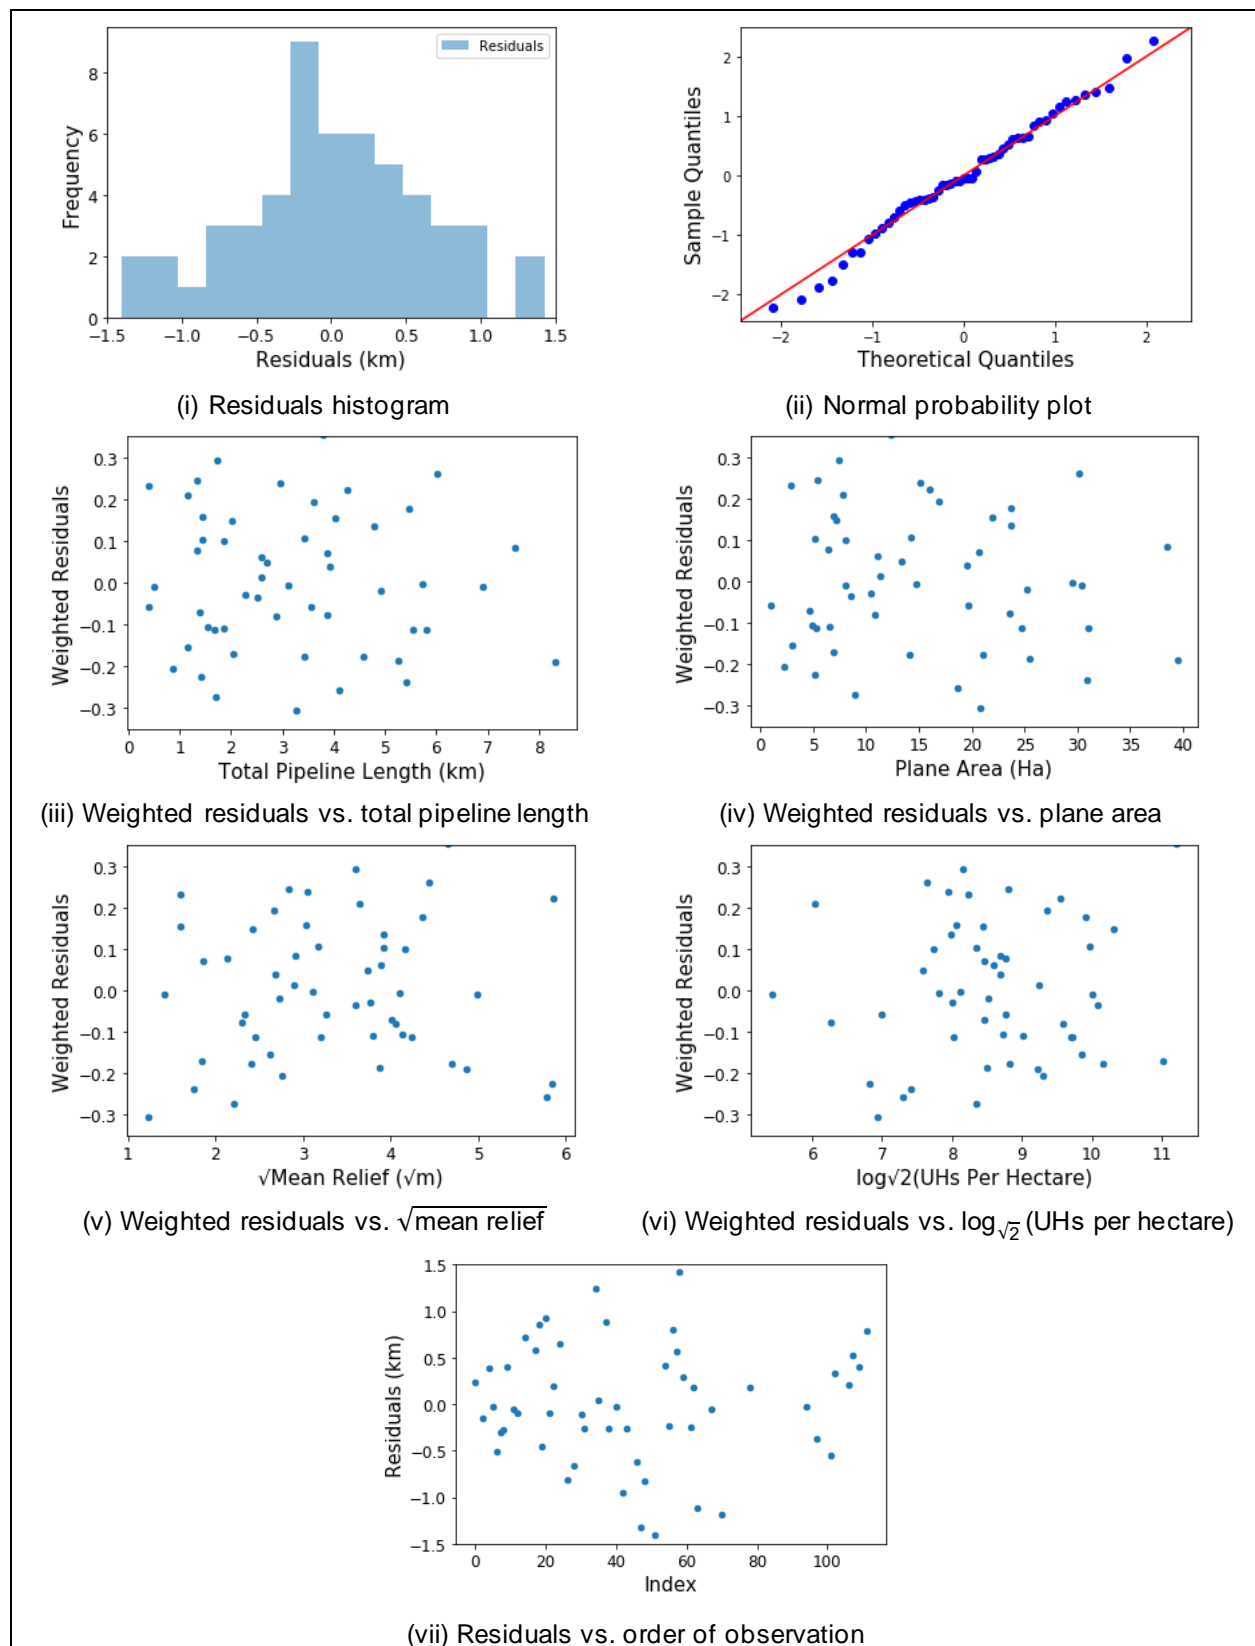 Residuals
Frequency
8
6
4
2
0
−1.5 −1.0 −0.5 0.0 0.5 1.0 1.5
Residuals (km)
(i) Residuals histogram
Sample Quantiles
2
1
0
−1
−2
−2 −1 0 1 2
Theoretical Quantiles
(ii) Normal probability plot
Weighted Residuals
0.3
0.2
0.1
0.0
−0.1
−0.2
−0.3
0 1 2 3 4 5 6 7 8
Total Pipeline Length (km)
(iii) Weighted residuals vs. total pipeline length
Weighted Residuals
0.3
0.2
0.1
0.0
−0.1
−0.2
−0.3
0 5 10 15 20 25 30 35 40
Plane Area (Ha)
(iv) Weighted residuals vs. plane area
Weighted Residuals
0.3
0.2
0.1
0.0
−0.1
−0.2
−0.3
1 2 3 4 5 6
√Mean Relief (√m)
(v) Weighted residuals vs. √mean relief
Weighted Residuals
0.3
0.2
0.1
0.0
−0.1
−0.2
−0.3
6 7 8 9 10 11
log√2(UHs Per Hectare)
(vi) Weighted residuals vs. log√2 (UHs per hectare)
Residuals (km)
1.5
1.0
0.5
0.0
−0.5
−1.0
−1.5
0 20 40 60 80 100
Index
(vii) Residuals vs. order of observation